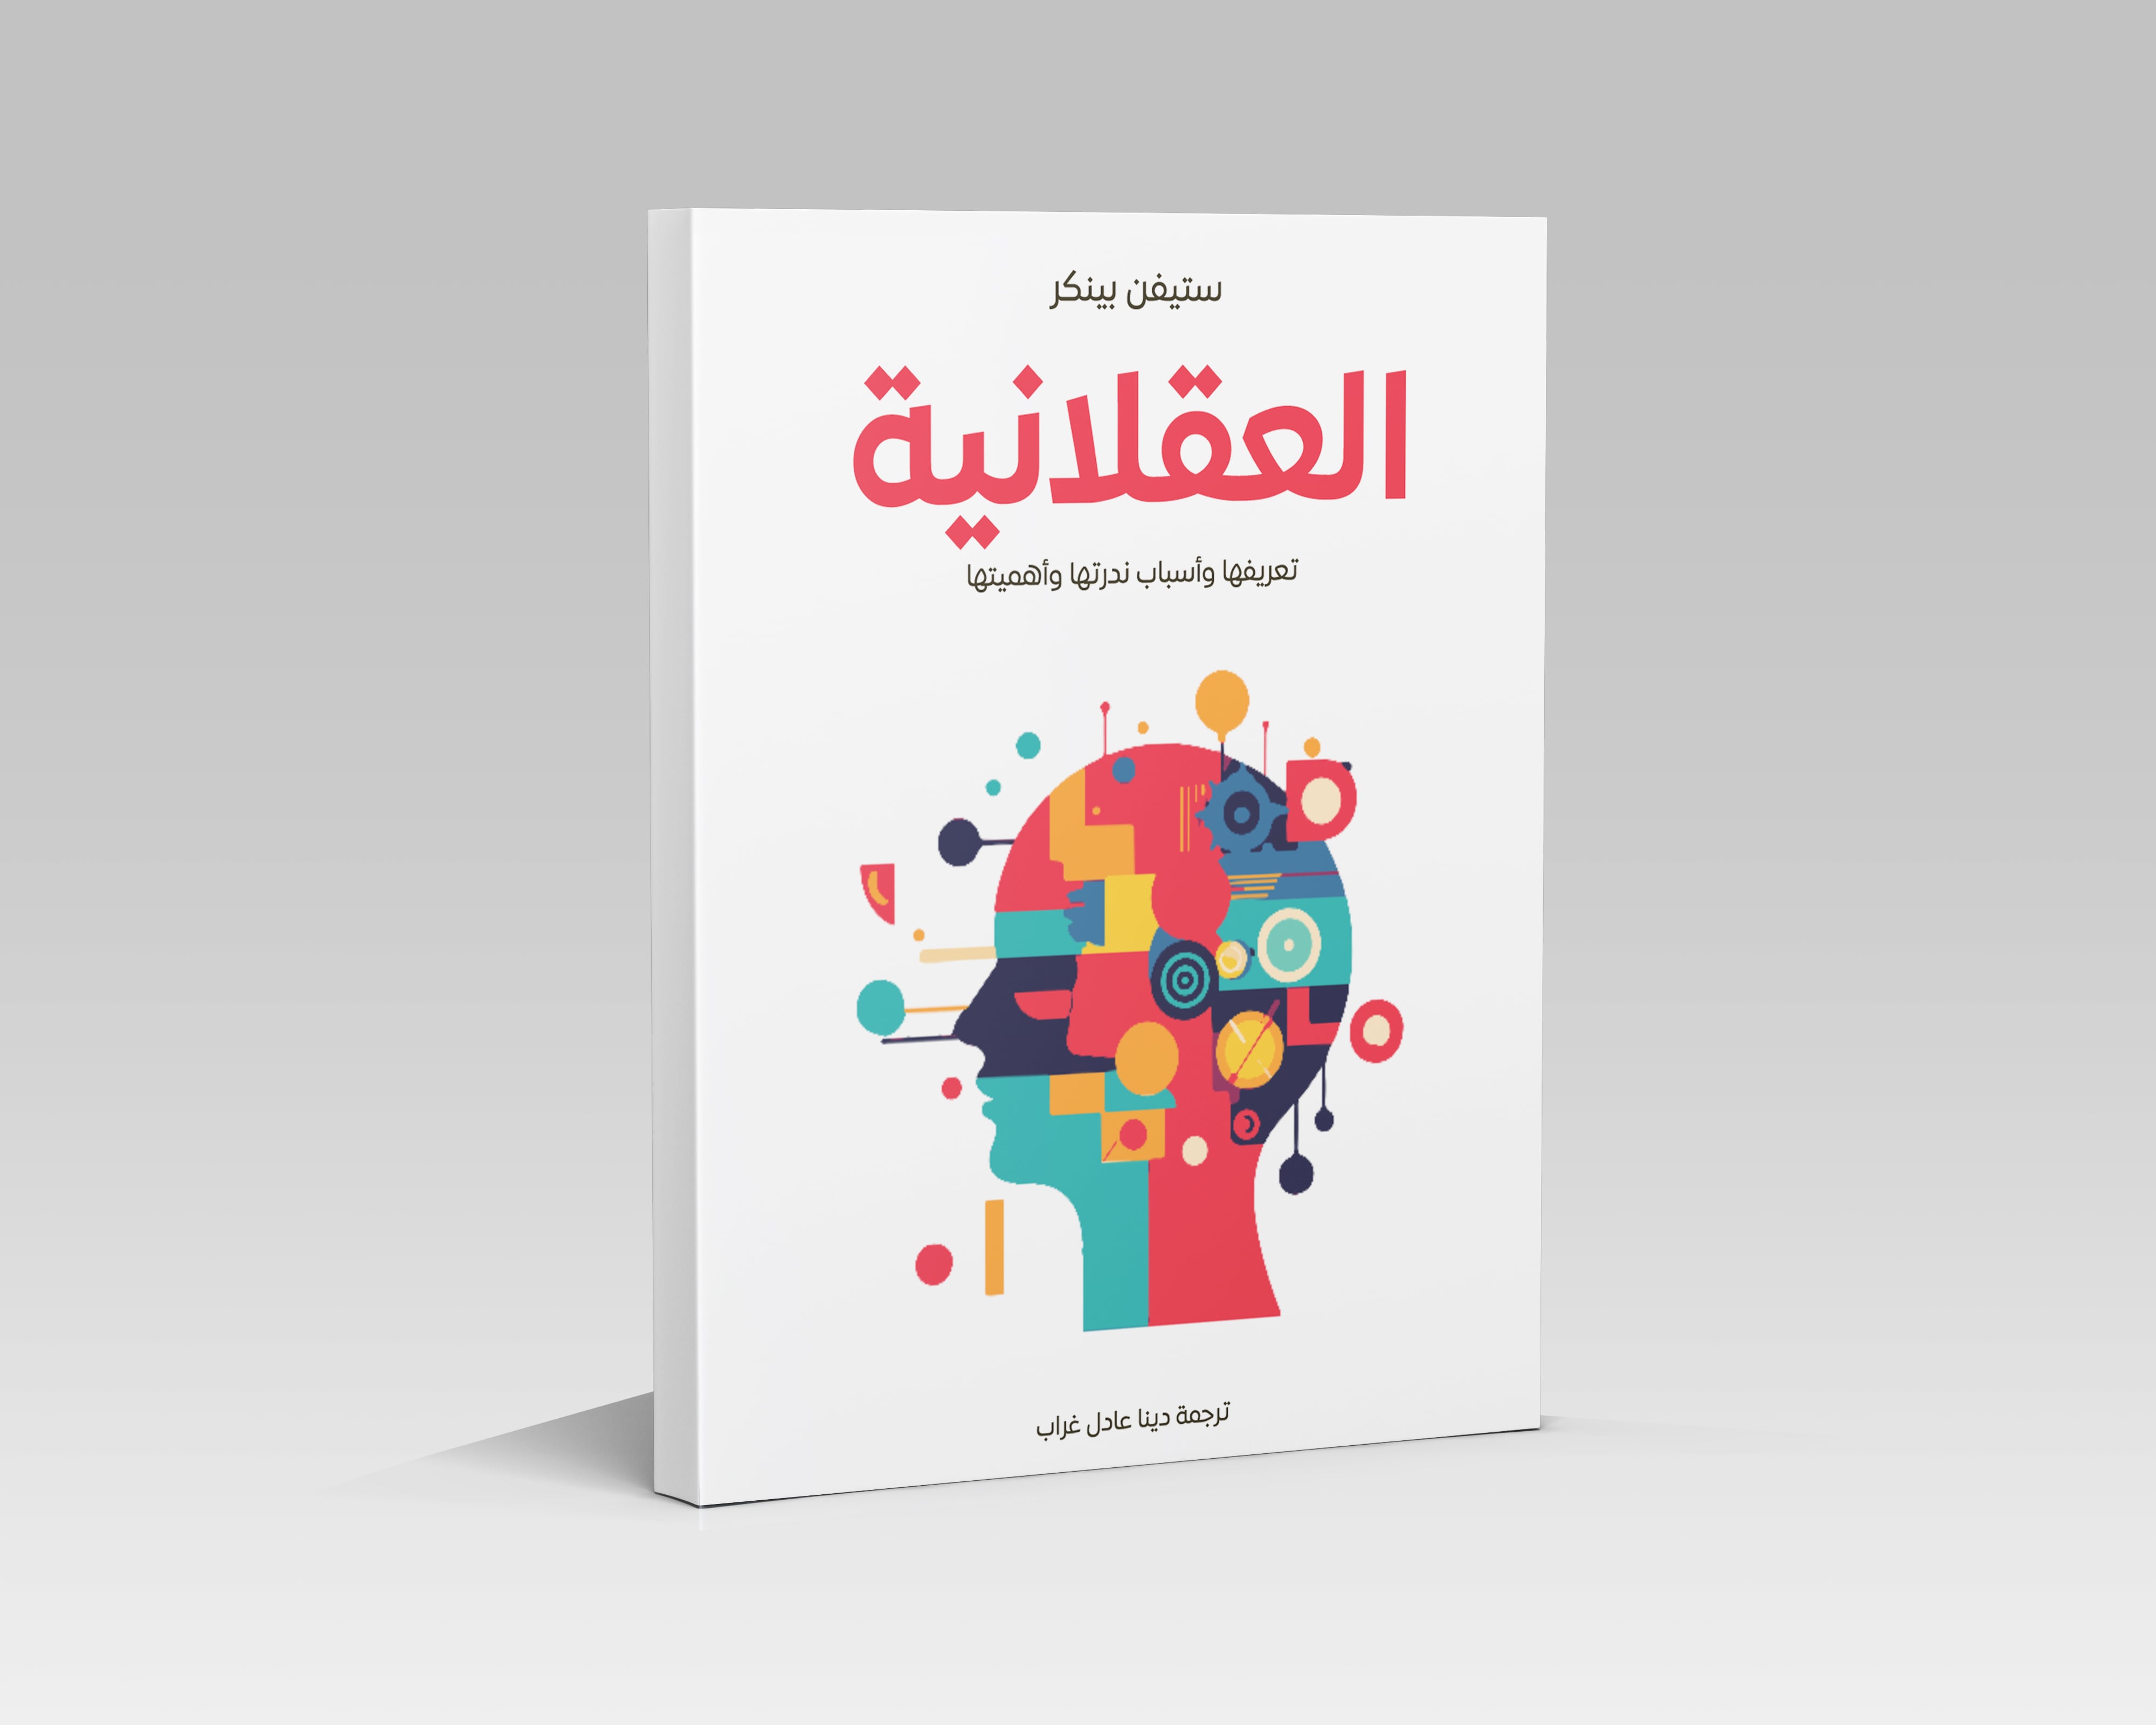 ستيفن بينكر
العقلانية
تعريفها وأسباب ندرتها وأهميتها
ترجمة دينا عادل غراب